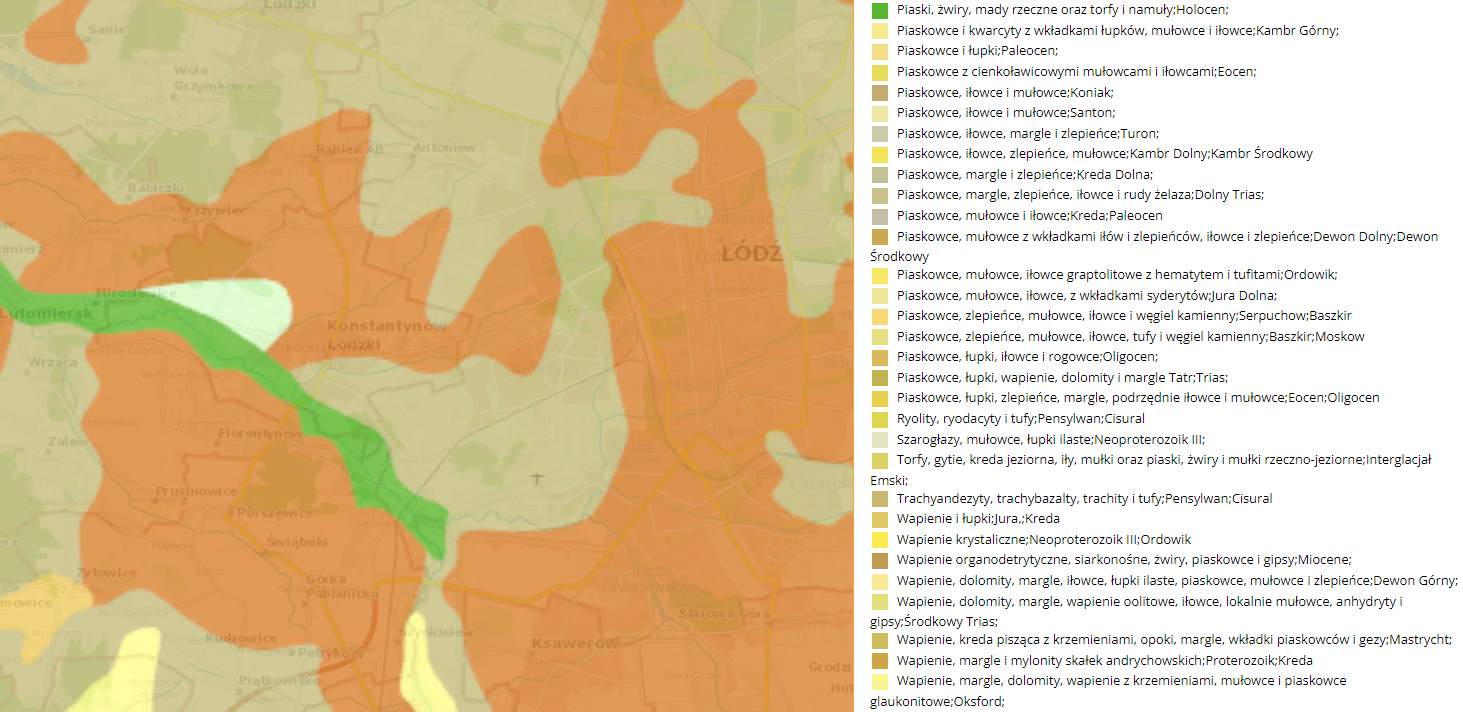 Łódzki
Sanie
Wola
Grzymkowa
Rąbień AB
Antoniew
Babiczki
Krzywiec
Mirosławice
Lutomiersk
Konstantynów
Łódzki
ŁÓDŹ
Wrząca
Florentynów
Zalew
Prusinowice
Porszewice
Świątniki
Żytowice
Górka
Pabianicka
Starowa Góra
Kudrowice
Szynkielew
Petrykozy
Ksawerów
Piątkowisko
Piaski, żwiry, mady rzeczne oraz torfy i namuły;Holocen;
Piaskowce i kwarcyty z wkładkami łupków, mułowce i iłowce;Kambr Górny;
Piaskowce i łupki;Paleocen;
Piaskowce z cienkoławicowymi mułowcami i iłowcami;Eocen;
Piaskowce, iłowce i mułowce;Koniak;
Piaskowce, iłowce i mułowce;Santon;
Piaskowce, iłowce, margle i zlepieńce;Turon;
Piaskowce, iłowce, zlepieńce, mułowce;Kambr Dolny;Kambr Środkowy
Piaskowce, margle i zlepieńce;Kreda Dolna;
Piaskowce, margle, zlepieńce, iłowce i rudy żelaza;Dolny Trias;
Piaskowce, mułowce i iłowce;Kreda;Paleocen
Piaskowce, mułowce z wkładkami iłów i zlepieńców, iłowce i zlepieńce;Dewon Dolny;Dewon
Środkowy
Piaskowce, mułowce, iłowce graptolitowe z hematytem i tufitami;Ordowik;
Piaskowce, mułowce, iłowce, z wkładkami syderytów;Jura Dolna;
Piaskowce, zlepieńce, mułowce, iłowce i węgiel kamienny;Serpuchow;Baszkir
Piaskowce, zlepieńce, mułowce, iłowce, tufy i węgiel kamienny;Baszkir;Moskow
Piaskowce, łupki, iłowce i rogowce;Oligocen;
Piaskowce, łupki, wapienie, dolomity i margle Tatr;Trias;
Piaskowce, łupki, zlepieńce, margle, podrzędnie iłowce i mułowce;Eocen;Oligocen
Ryolity, ryodacyty i tufy;Pensylwan;Cisural
Szarogłazy, mułowce, łupki ilaste;Neoproterozoik III;
Torfy, gytie, kreda jeziorna, iły, mułki oraz piaski, żwiry i mułki rzeczno-jeziorne;Interglacjał
Emski;
Trachyandezyty, trachybazalty, trachity i tufy;Pensylwan;Cisural
Wapienie i łupki;Jura,;Kreda
Wapienie krystaliczne;Neoproterozoik III;Ordowik
Wapienie organodetrytyczne, siarkonośne, żwiry, piaskowce i gipsy;Miocene;
Wapienie, dolomity, margle, iłowce, łupki ilaste, piaskowce, mułowce i zlepieńce;Dewon Górny;
Wapienie, dolomity, margle, wapienie oolitowe, iłowce, lokalnie mułowce, anhydryty i
gipsy;Środkowy Trias;
Wapienie, kreda pisząca z krzemieniami, opoki, margle, wkładki piaskowców i gezy;Mastrycht;
Wapienie, margle i mylonity skałek andrychowskich;Proterozoik;Kreda
Wapienie, margle, dolomity, wapienie z krzemieniami, mułowce i piaskowce
glaukonitowe;Oksford;